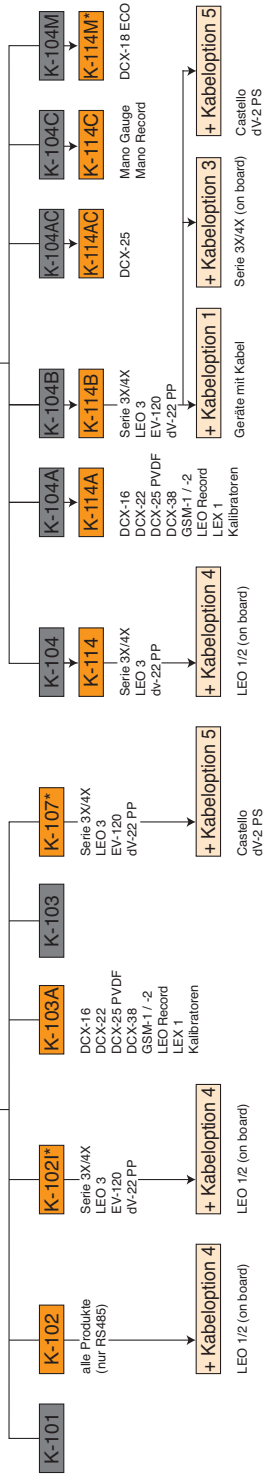 K-101
K-102
alle Produkte
(nur RS485)
+ Kabeloption 4
LEO 1/2 (on board)
K-102I*
Serie 3X/4X
LEO 3
EV-120
dV-22 PP
+ Kabeloption 4
LEO 1/2 (on board)
K-103A
DCX-16
DCX-22
DCX-25 PVDF
DCX-38
GSM-1 / -2
LEO Record
LEX 1
Kalibratoren
K-103
K-107*
Serie 3X/4X
LEO 3
EV-120
dV-22 PP
+ Kabeloption 5
Castello
dV-2 PS
K-104
K-114
Serie 3X/4X
LEO 3
dv-22 PP
+ Kabeloption 4
LEO 1/2 (on board)
K-104A
K-114A
DCX-16
DCX-22
DCX-25 PVDF
DCX-38
GSM-1 / -2
LEO Record
LEX 1
Kalibratoren
K-104B
K-114B
Serie 3X/4X
LEO 3
EV-120
dV-22 PP
+ Kabeloption 1
Geräte mit Kabel
+ Kabeloption 3
Serie 3X/4X (on board)
+ Kabeloption 5
Castello
dV-2 PS
K-104AC
K-114AC
DCX-25
K-104C
K-114C
Mano Gauge
Mano Record
K-104M
K-114M*
DCX-18 ECO